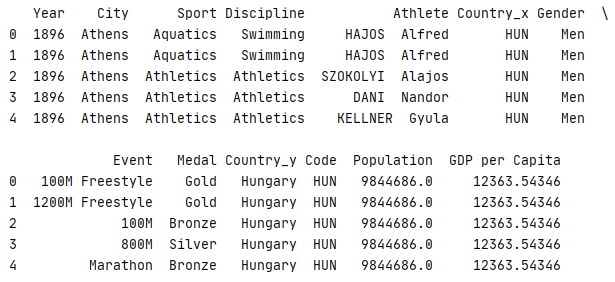 Year City Sport Discipline Athlete Country_x Gender \
0 1896 Athens Aquatics Swimming HAJOS Alfred HUN Men
1 1896 Athens Aquatics Swimming HAJOS Alfred HUN Men
2 1896 Athens Athletics Athletics SZOKOLYI Alajos HUN Men
3 1896 Athens Athletics Athletics DANI Nandor HUN Men
4 1896 Athens Athletics Athletics KELLNER Gyula HUN Men
Event Medal Country_y Code Population GDP per Capita
0 100M Freestyle Gold Hungary HUN 9844686.0 12363.54346
1 1200M Freestyle Gold Hungary HUN 9844686.0 12363.54346
2 100M Bronze Hungary HUN 9844686.0 12363.54346
3 800M Silver Hungary HUN 9844686.0 12363.54346
4 Marathon Bronze Hungary HUN 9844686.0 12363.54346